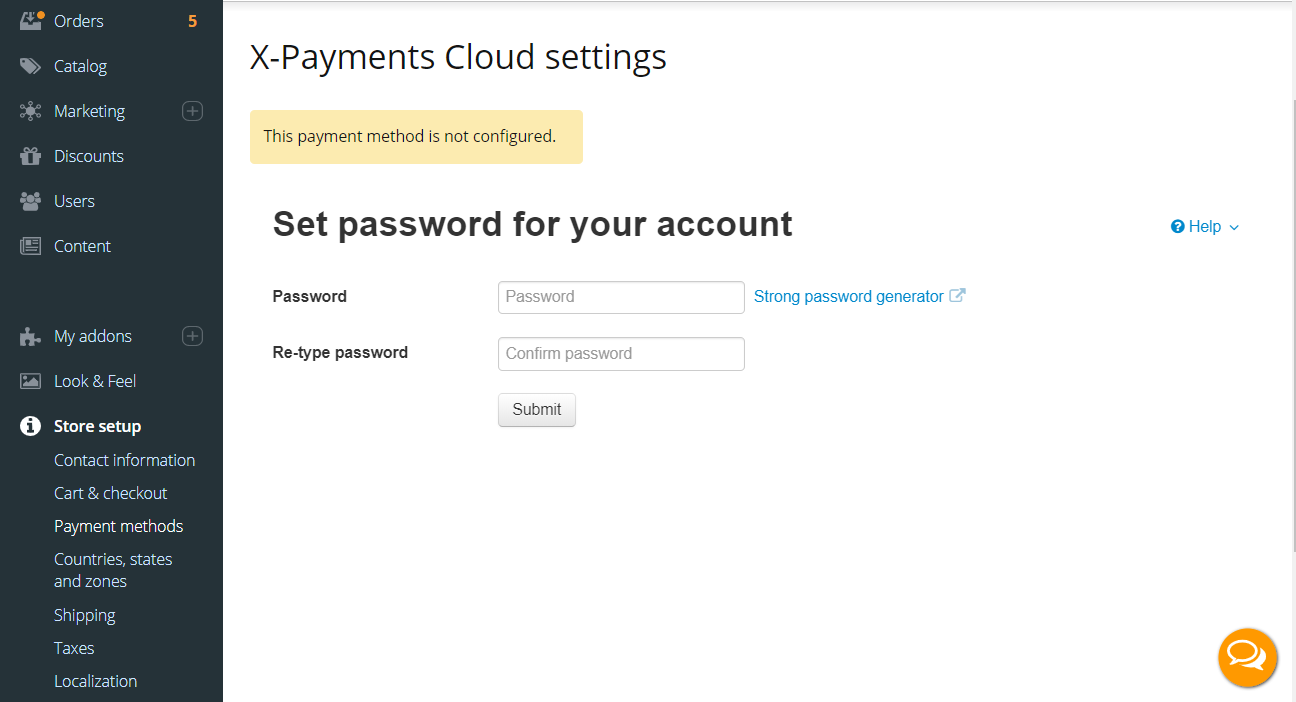 Orders 5
Catalog
Marketing
Discounts
Users
Content
My addons
Look & Feel
Store setup
Contact information
Cart & checkout
Payment methods
Countries, states
and zones
Shipping
Taxes
Localization
X-Payments Cloud settings
This payment method is not configured.
Set password for your account
Help
Password
Password
Strong password generator
Re-type password
Confirm password
Submit